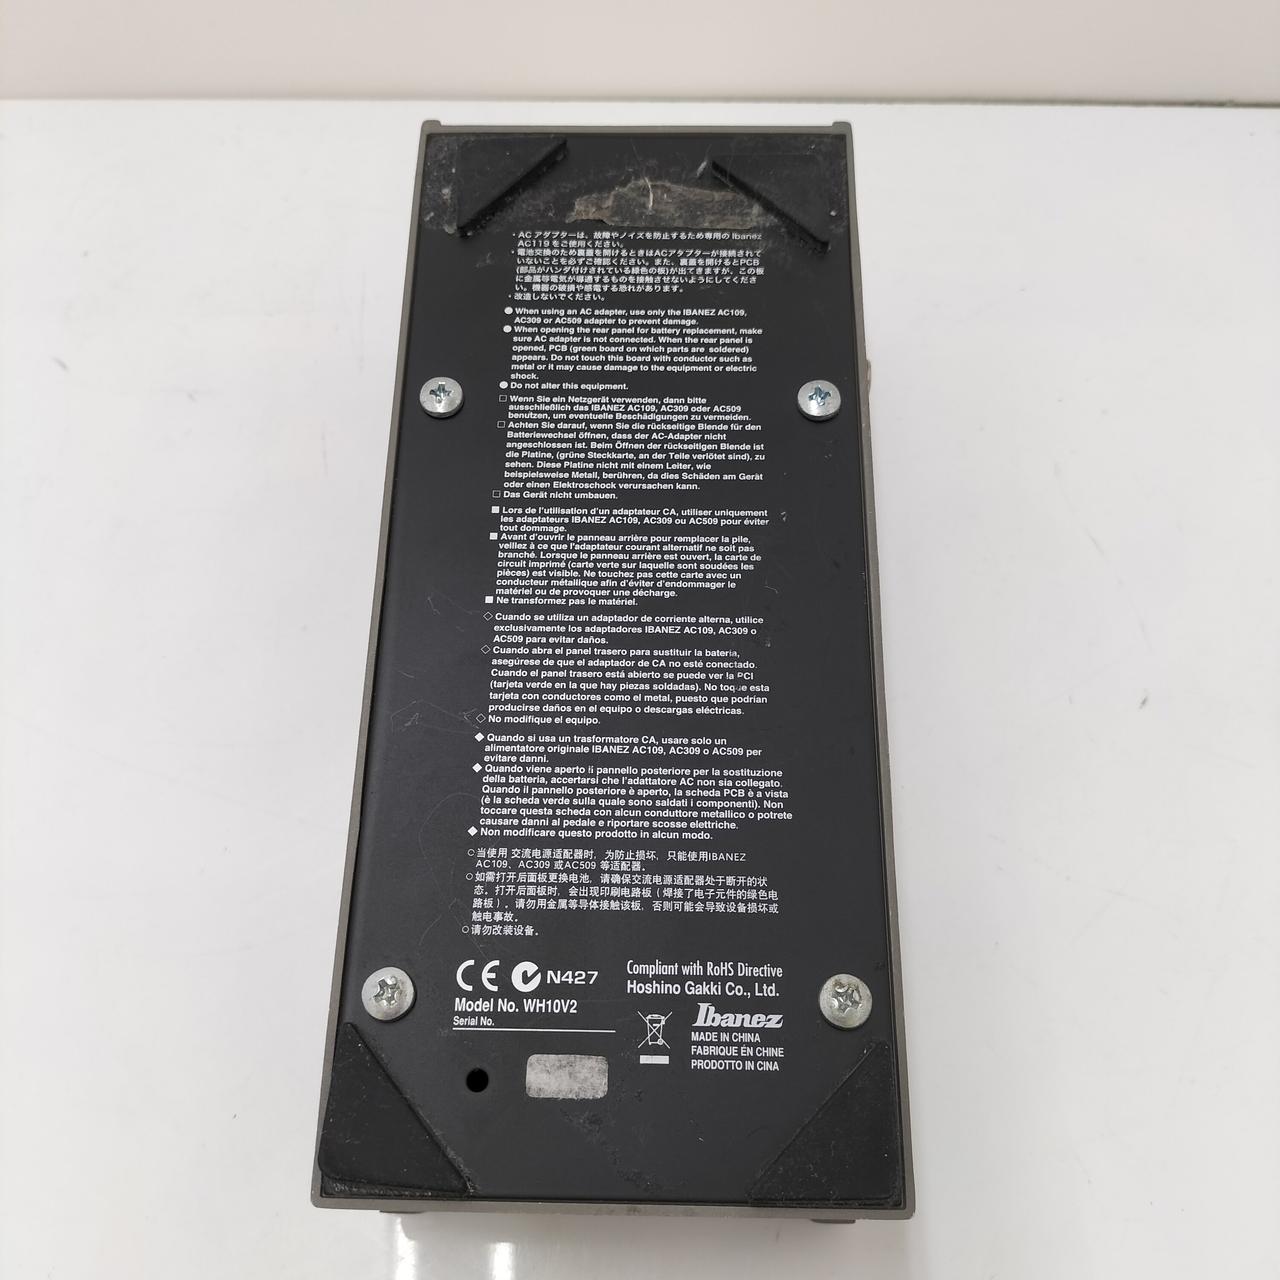 ・AC アダプターは、故障やノイズを防止するため専用の Ibanez
AC119 をご使用ください。
・電池交換のため裏蓋を開けるときはACアダプターが接続されて
いないことを必ずご確認ください。また、裏蓋を開けるとPCB
(部品がハンダ付けされている緑色の板)が出てきますが、この板
に金属等電気が導通するものを接触させないようにしてくださ
い。機器の破損や感電する恐れがあります。
・改造しないでください。
● When using an AC adapter, use only the IBANEZ AC109,
AC309 or AC509 adapter to prevent damage.
● When opening the rear panel for battery replacement, make
sure AC adapter is not connected. When the rear panel is
opened, PCB (green board on which parts are soldered)
appears. Do not touch this board with conductor such as
metal or it may cause damage to the equipment or electric
shock.
● Do not alter this equipment.
□ Wenn Sie ein Netzgerät verwenden, dann bitte
ausschließlich das IBANEZ AC109, AC309 oder AC509
benutzen, um eventuelle Beschädigungen zu vermeiden.
□ Achten Sie darauf, wenn Sie die rückseitige Blende für den
Batteriewechsel öffnen, dass der AC-Adapter nicht
angeschlossen ist. Beim Öffnen der rückseitigen Blende ist
die Platine, (grüne Steckkarte, an der Teile verlötet sind), zu
sehen. Diese Platine nicht mit einem Leiter, wie
beispielsweise Metall, berühren, da dies Schäden am Gerät
oder einen Elektroschock verursachen kann.
□ Das Gerät nicht umbauen.
■ Lors de l'utilisation d'un adaptateur CA, utiliser uniquement
les adaptateurs IBANEZ AC109, AC309 ou AC509 pour éviter
tout dommage.
■ Avant d'ouvrir le panneau arrière pour remplacer la pile,
veillez à ce que l'adaptateur courant alternatif ne soit pas
branché. Lorsque le panneau arrière est ouvert, la carte de
circuit imprimé (carte verte sur laquelle sont soudées les
pièces) est visible. Ne touchez pas cette carte avec un
conducteur métallique afin d'éviter d'endommager le
matériel ou de provoquer une décharge.
■ Ne transformez pas le matériel.
◇ Cuando se utiliza un adaptador de corriente alterna, utilice
exclusivamente los adaptadores IBANEZ AC109, AC309 o
AC509 para evitar daños.
◇ Cuando abra el panel trasero para sustituir la batería,
asegúrese de que el adaptador de CA no esté conectado.
Cuando el panel trasero está abierto se puede ver la PCI
(tarjeta verde en la que hay piezas soldadas). No toque esta
tarjeta con conductores como el metal, puesto que podrían
producirse daños en el equipo o descargas eléctricas.
◇ No modifique el equipo.
◆ Quando si usa un trasformatore CA, usare solo un
alimentatore originale IBANEZ AC109, AC309 o AC509 per
evitare danni.
◆ Quando viene aperto il pannello posteriore per la sostituzione
della batteria, accertarsi che l'adattatore AC non sia collegato.
Quando il pannello posteriore è aperto, la scheda PCB è a vista
(è la scheda verde sulla quale sono saldati i componenti). Non
toccare questa scheda con alcun conduttore metallico o potrete
causare danni al pedale e riportare scosse elettriche.
◆ Non modificare questo prodotto in alcun modo.
○当使用 交流电源适配器时，为防止损坏，只能使用IBANEZ
AC109、AC309 或AC509 等适配器。
○如需打开后面板更换电池，请确保交流电源适配器处于断开的状
态。打开后面板时，会出现印刷电路板（焊接了电子元件的绿色电
路板）。请勿用金属等导体接触该板，否则可能会导致设备损坏或
触电事故。
○请勿改装设备。
CE N427
Compliant with RoHS Directive
Hoshino Gakki Co., Ltd.
Model No. WH10V2
Serial No.
Ibanez
MADE IN CHINA
FABRIQUE EN CHINE
PRODOTTO IN CINA